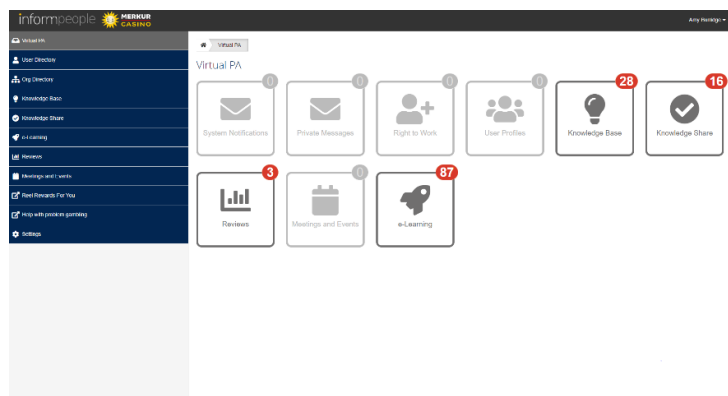 informpeople MERKUR
CASINO
Virtual PA
User Directory
Org Directory
Knowledge Base
Knowledge Share
e-Learning
Reviews
Meetings and Events
Reel Rewards For You
Help with problem gambling
Settings
Virtual PA
Virtual PA
0 0 0 0 28 16
System Notifications Private Messages Right to Work User Profiles Knowledge Base Knowledge Share
3 0 87
Reviews Meetings and Events e-Learning